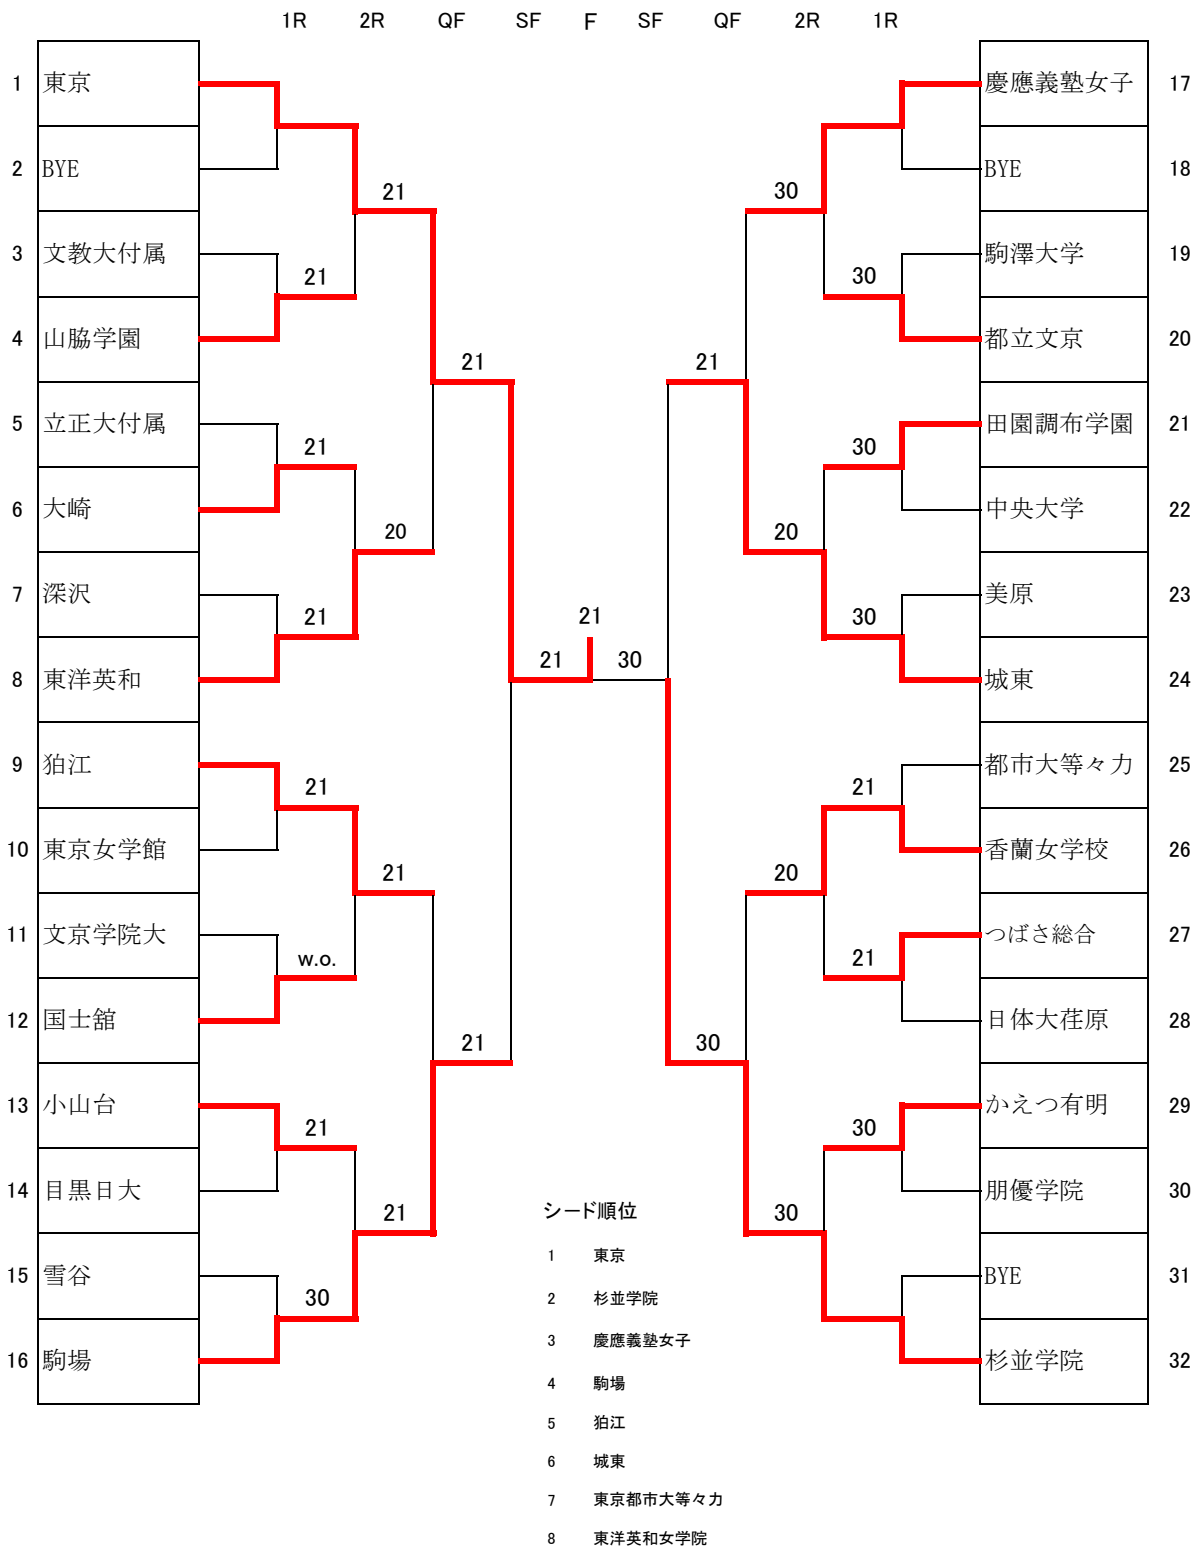 1R 2R QF SF F SF QF 2R 1R
1 東京 慶應義塾女子 17
2 BYE BYE 18
21 30
3 文教大付属 駒澤大学 19
21 30
4 山脇学園 都立文京 20
21 21
5 立正大付属 田園調布学園 21
21 30
6 大崎 中央大学 22
20 20
7 深沢 美原 23
21 21 30
21 30
8 東洋英和 城東 24
9 狛江 都市大等々力 25
21 21
10 東京女学館 香蘭女学校 26
21 20
11 文京学院大 つばさ総合 27
w.o. 21
12 国士舘 日体大荏原 28
21 30
13 小山台 かえつ有明 29
21 30
14 目黒日大 朋優学院 30
21 シード順位 30
1 東京
15 雪谷 BYE 31
30 2 杉並学院
3 慶應義塾女子
16 駒場 杉並学院 32
4 駒場
5 狛江
6 城東
7 東京都市大等々力
8 東洋英和女学院